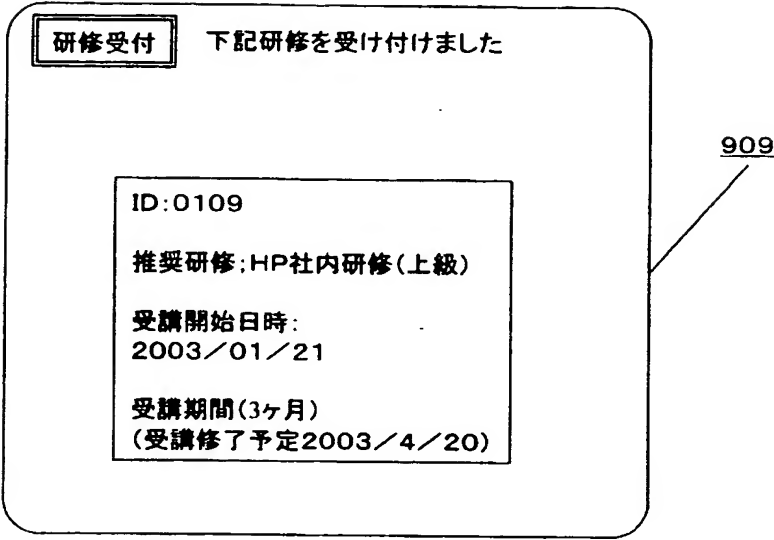 研修受付 下記研修を受け付けました
909
ID:0109
推奨研修;HP社内研修(上級)
受講開始日時:
2003/01/21
受講期間(3ヶ月)
(受講修了予定2003/4/20)